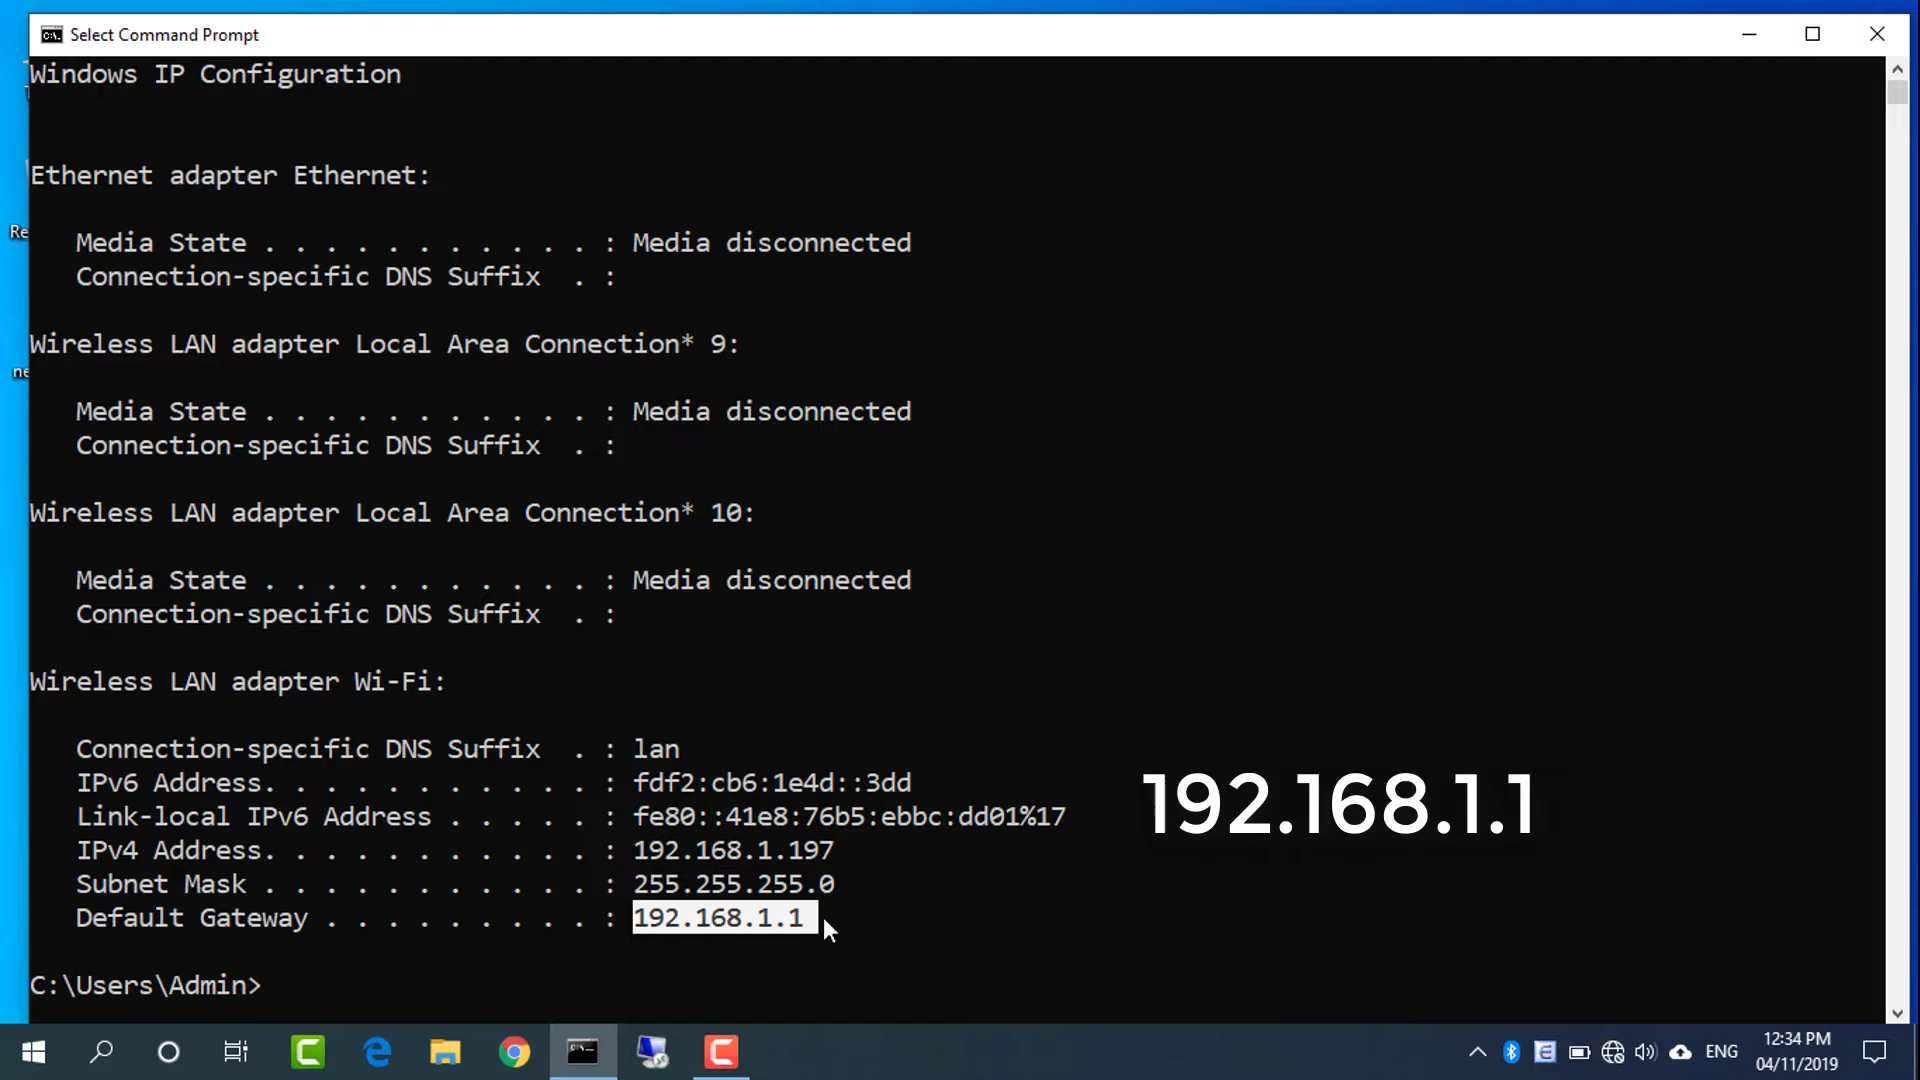 Select Command Prompt
Windows IP Configuration
Ethernet adapter Ethernet:
Media State . . . . . . . . . . . : Media disconnected
Connection-specific DNS Suffix . :
Wireless LAN adapter Local Area Connection* 9:
Media State . . . . . . . . . . . : Media disconnected
Connection-specific DNS Suffix . :
Wireless LAN adapter Local Area Connection* 10:
Media State . . . . . . . . . . . : Media disconnected
Connection-specific DNS Suffix . :
Wireless LAN adapter Wi-Fi:
Connection-specific DNS Suffix . : lan
IPv6 Address. . . . . . . . . . . : fdf2:cb6:1e4d::3dd
Link-local IPv6 Address . . . . . : fe80::41e8:76b5:ebbc:dd01%17
IPv4 Address. . . . . . . . . . . : 192.168.1.197
Subnet Mask . . . . . . . . . . . : 255.255.255.0
Default Gateway . . . . . . . . . : 192.168.1.1
192.168.1.1
C:\Users\Admin>
ENG
12:34 PM
04/11/2019